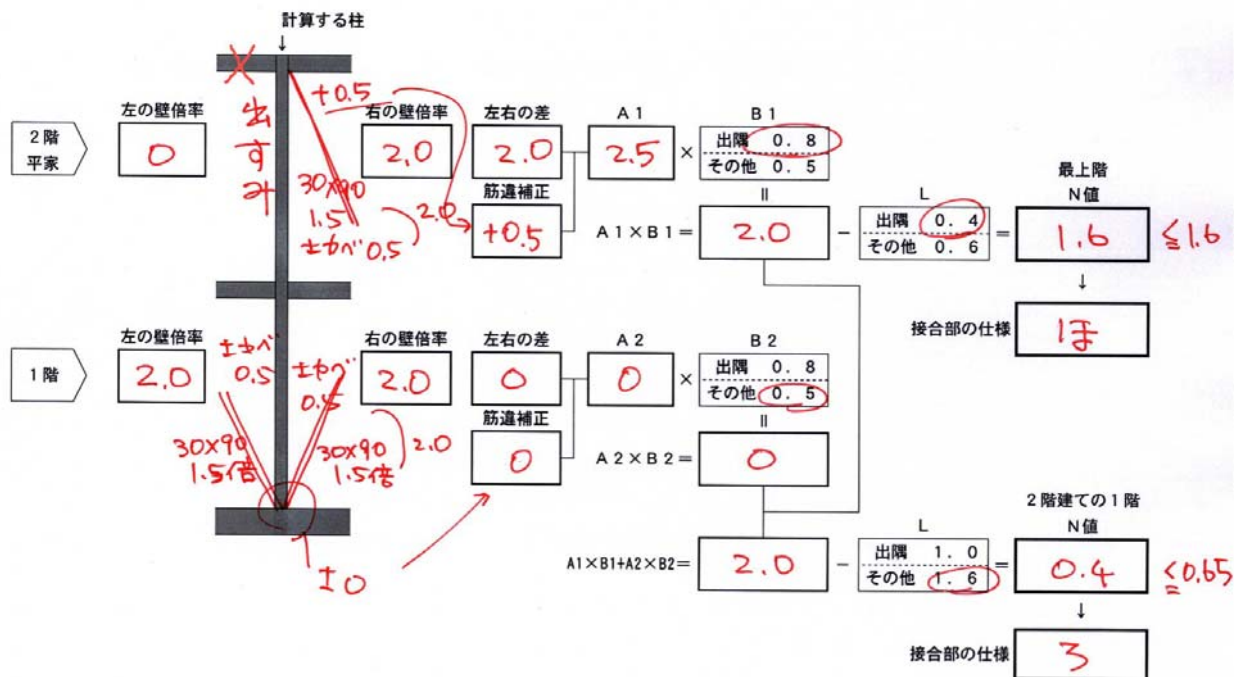 計算する柱
↓
2階
平家
左の壁倍率
0
出すみ
+0.5
30×90
1.5
土かべ 0.5
2.0
右の壁倍率
2.0
左右の差
2.0
筋違補正
+0.5
A1
2.5
×
B1
出隅 0.8
その他 0.5
||
A1×B1=
2.0
-
L
出隅 0.4
その他 0.6
=
最上階
N値
1.6
≦1.6
↓
接合部の仕様
ほ
1階
左の壁倍率
2.0
土かべ
0.5
30×90
1.5倍
土かべ
0.5
30×90
1.5倍
2.0
±0
右の壁倍率
2.0
左右の差
0
筋違補正
0
A2
0
×
B2
出隅 0.8
その他 0.5
||
A2×B2=
0
A1×B1+A2×B2=
2.0
-
L
出隅 1.0
その他 1.6
=
2階建ての1階
N値
0.4
≦0.65
↓
接合部の仕様
ろ